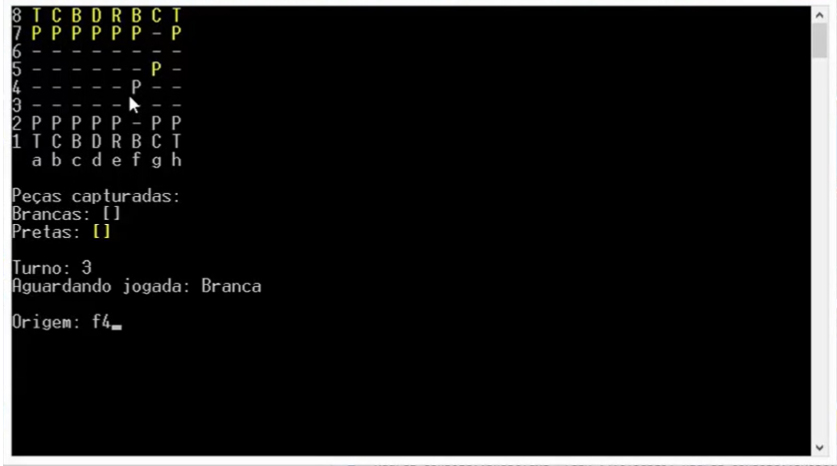 8 T C B D R B C T
7 P P P P P P - P
6 - - - - - - - -
5 - - - - - - P -
4 - - - - - P - -
3 - - - - - - -
2 P P P P P - P P
1 T C B D R B C T
a b c d e f g h
Peças capturadas:
Brancas: []
Pretas: []
Turno: 3
Aguardando jogada: Branca
Origem: f4_